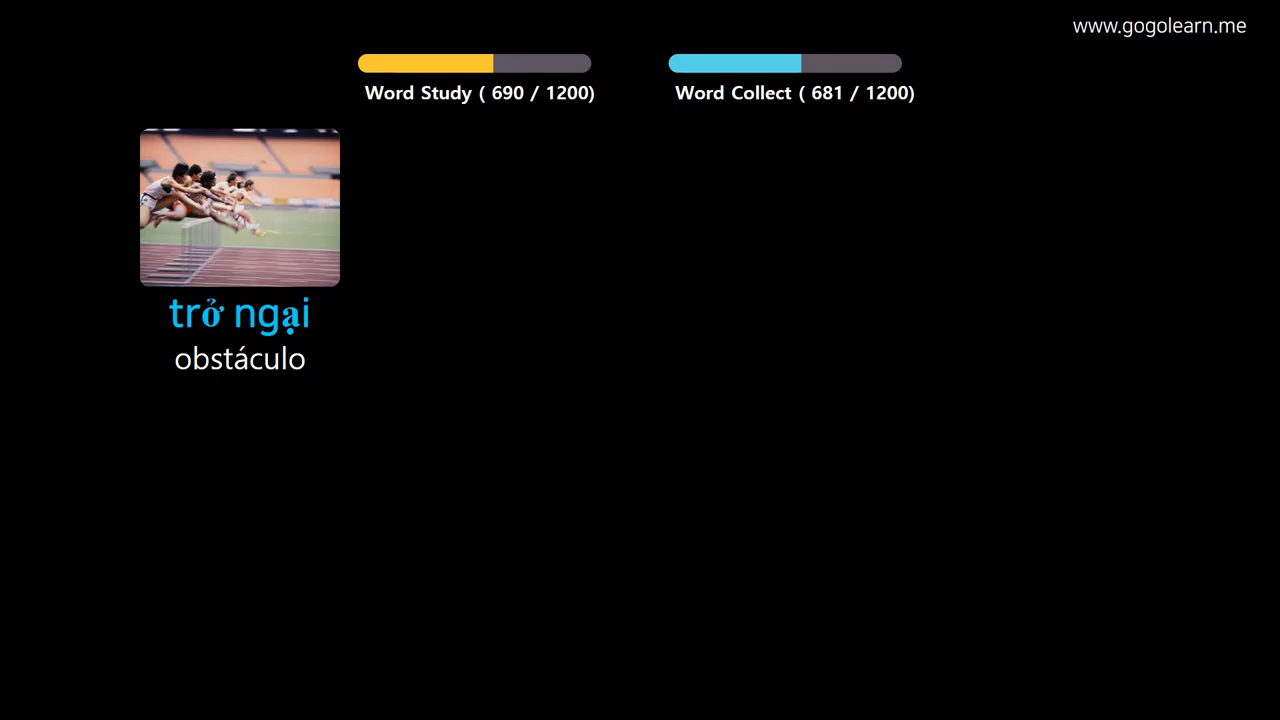 www.gogolearn.me
Word Study ( 690 / 1200)
Word Collect ( 681 / 1200)
trở ngại
obstáculo